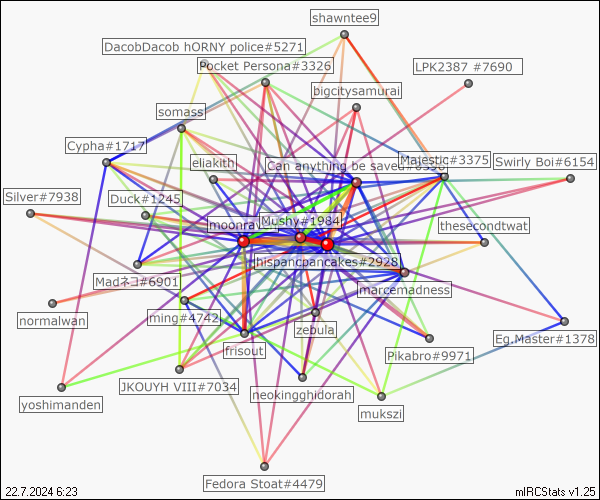 shawntee9
DacobDacob hORNY police#5271
Pocket Persona#3326
LPK2387 #7690
bigcitysamurai
somass
Cypha#1717
eliakith
Can anything be saved
Majestic#3375
Swirly Boi#6154
Silver#7938
Duck#1245
Mushy#1984
thesecondtwat
hispancpancakes#2928
Madネコ#6901
marcemadness
normalwan
ming#4742
zebula
Eg.Master#1378
frisout
Pikabro#9971
JKOUYH VIII#7034
neokingghidorah
yoshimanden
mukszi
Fedora Stoat#4479
22.7.2024 6:23
mIRCStats v1.25